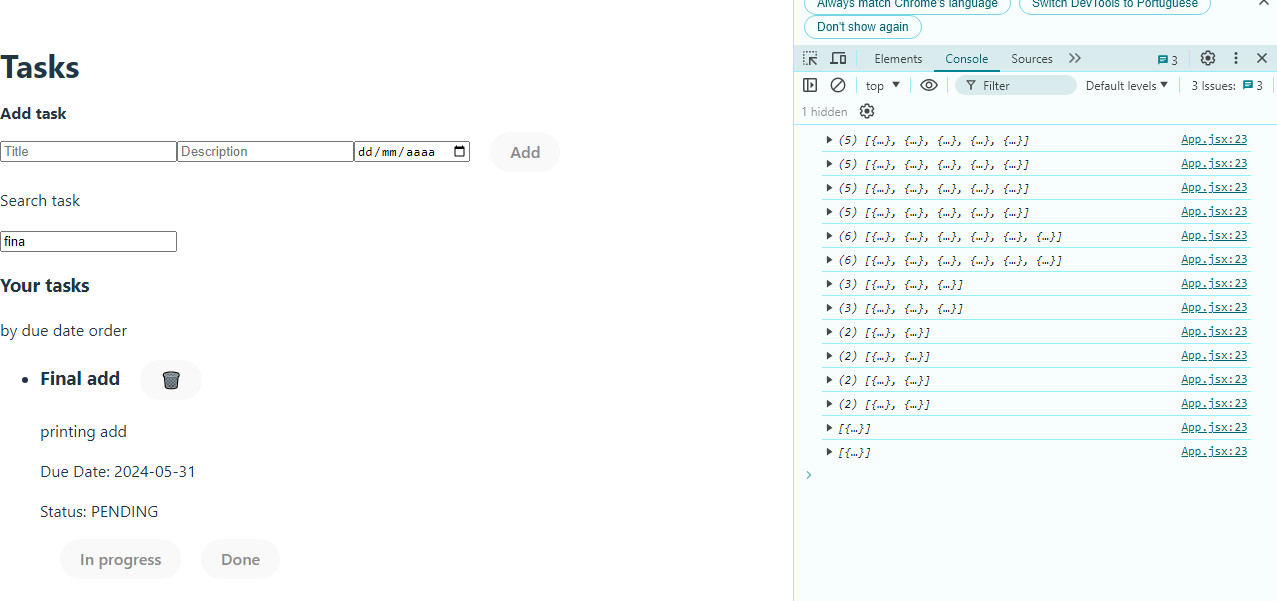 Tasks
Add task
Title Description dd/mm/aaaa Add
Search task
fina
Your tasks
by due date order
Final add
printing add
Due Date: 2024-05-31
Status: PENDING
In progress Done
Always match Chrome's language Switch DevTools to Portuguese
Don't show again
Elements Console Sources 3
top Filter Default levels 3 Issues: 3
1 hidden
(5) [{…}, {…}, {…}, {…}, {…}] App.jsx:23
(5) [{…}, {…}, {…}, {…}, {…}] App.jsx:23
(5) [{…}, {…}, {…}, {…}, {…}] App.jsx:23
(5) [{…}, {…}, {…}, {…}, {…}] App.jsx:23
(6) [{…}, {…}, {…}, {…}, {…}, {…}] App.jsx:23
(6) [{…}, {…}, {…}, {…}, {…}, {…}] App.jsx:23
(3) [{…}, {…}, {…}] App.jsx:23
(3) [{…}, {…}, {…}] App.jsx:23
(2) [{…}, {…}] App.jsx:23
(2) [{…}, {…}] App.jsx:23
(2) [{…}, {…}] App.jsx:23
(2) [{…}, {…}] App.jsx:23
[{…}] App.jsx:23
[{…}] App.jsx:23